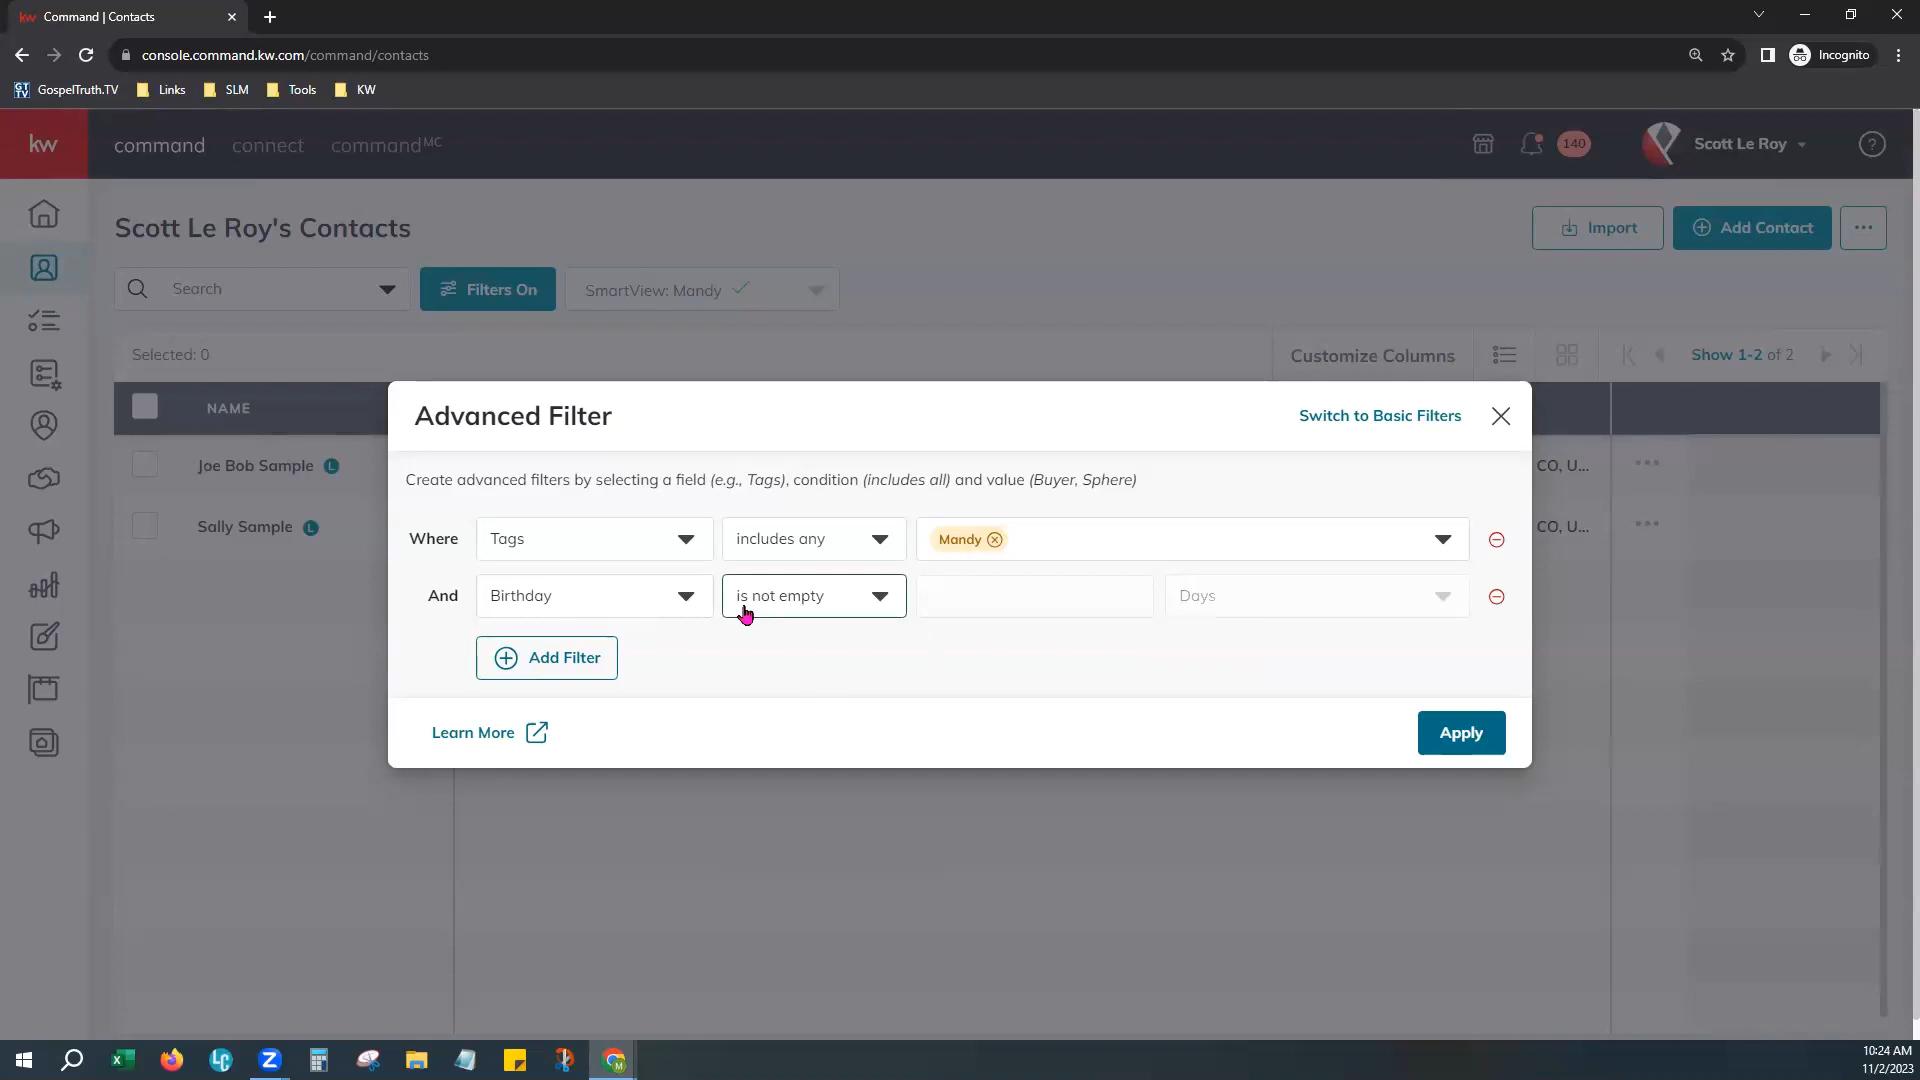 kw Command | Contacts
console.command.kw.com/command/contacts
Incognito
GT TV GospelTruth.TV Links SLM Tools KW
kw command connect commandMC 140 Scott Le Roy ?
Scott Le Roy's Contacts
Import Add Contact
Search Filters On SmartView: Mandy
Selected: 0 Customize Columns Show 1-2 of 2
NAME
Joe Bob Sample L CO, U...
Sally Sample L CO, U...
Advanced Filter Switch to Basic Filters
Create advanced filters by selecting a field (e.g., Tags), condition (includes all) and value (Buyer, Sphere)
Where Tags includes any Mandy
And Birthday is not empty Days
Add Filter
Learn More Apply
10:24 AM
11/2/2023